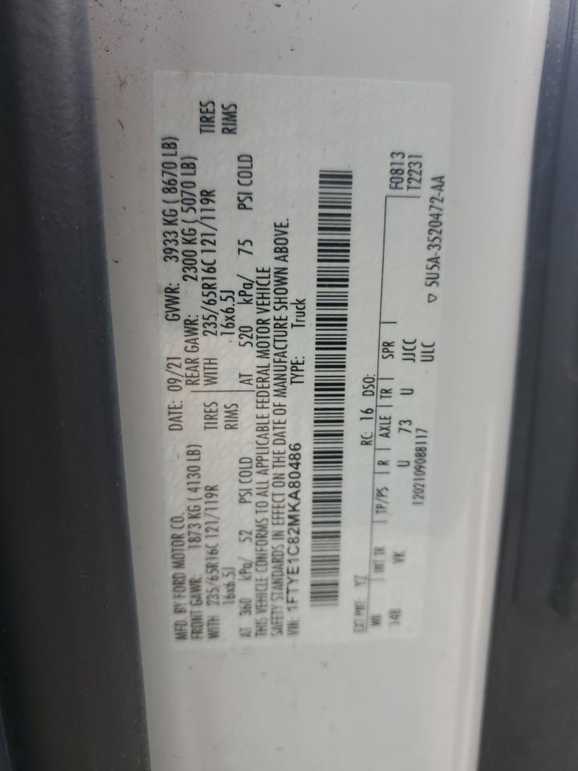 MFD. BY FORD MOTOR CO. DATE: 09/21 GVWR: 3933 KG ( 8670 LB)
FRONT GAWR: 1873 KG ( 4130 LB) REAR GAWR: 2300 KG ( 5070 LB)
WITH 235/65R16C 121/119R TIRES WITH 235/65R16C 121/119R TIRES
16x6.5J RIMS 16x6.5J RIMS
AT 360 kPa/ 52 PSI COLD AT 520 kPa/ 75 PSI COLD
THIS VEHICLE CONFORMS TO ALL APPLICABLE FEDERAL MOTOR VEHICLE
SAFETY STANDARDS IN EFFECT ON THE DATE OF MANUFACTURE SHOWN ABOVE.
VIN: 1FTYE1C82MKA80486 TYPE: Truck
EXT PNT: YZ RC: 16 DSO: F0813
WB INT TR TP/PS R AXLE TR SPR T2231
148 VK U 73 U JJCC
ULC
1202109088117 ▽ 5U5A-3520472-AA